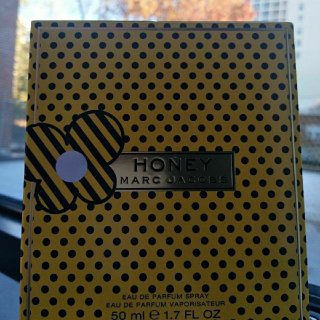 HONEY
MARC JACOBS
EAU DE PARFUM SPRAY
EAU DE PARFUM VAPORISATEUR
50 ml ℮ 1.7 FL OZ